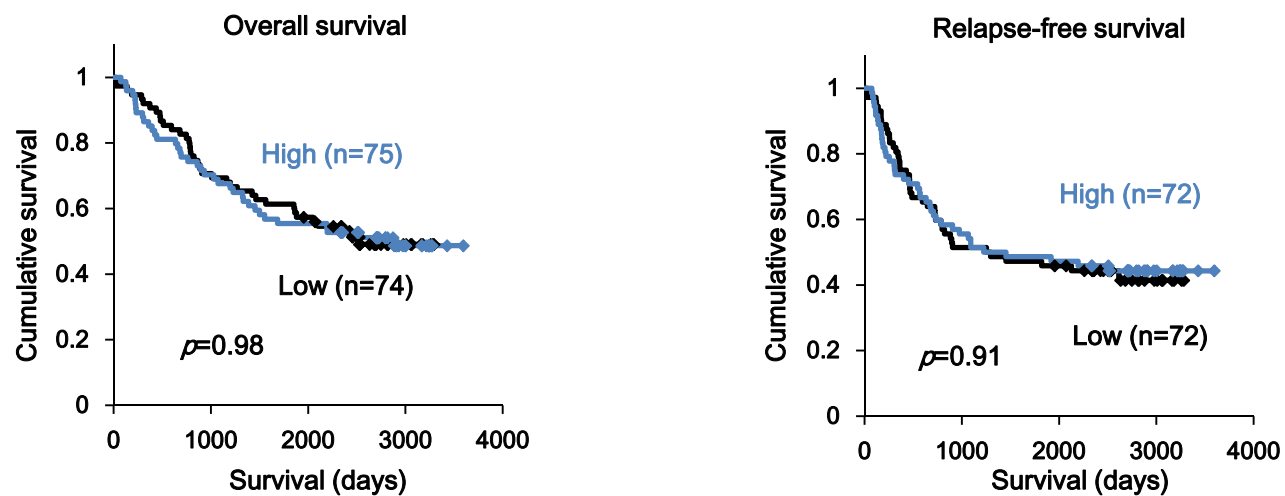 Overall survival
Cumulative survival
1
0.8
0.6
0.4
0.2
0
High (n=75)
Low (n=74)
p=0.98
0 1000 2000 3000 4000
Survival (days)
Relapse-free survival
Cumulative survival
1
0.8
0.6
0.4
0.2
0
High (n=72)
Low (n=72)
p=0.91
0 1000 2000 3000 4000
Survival (days)